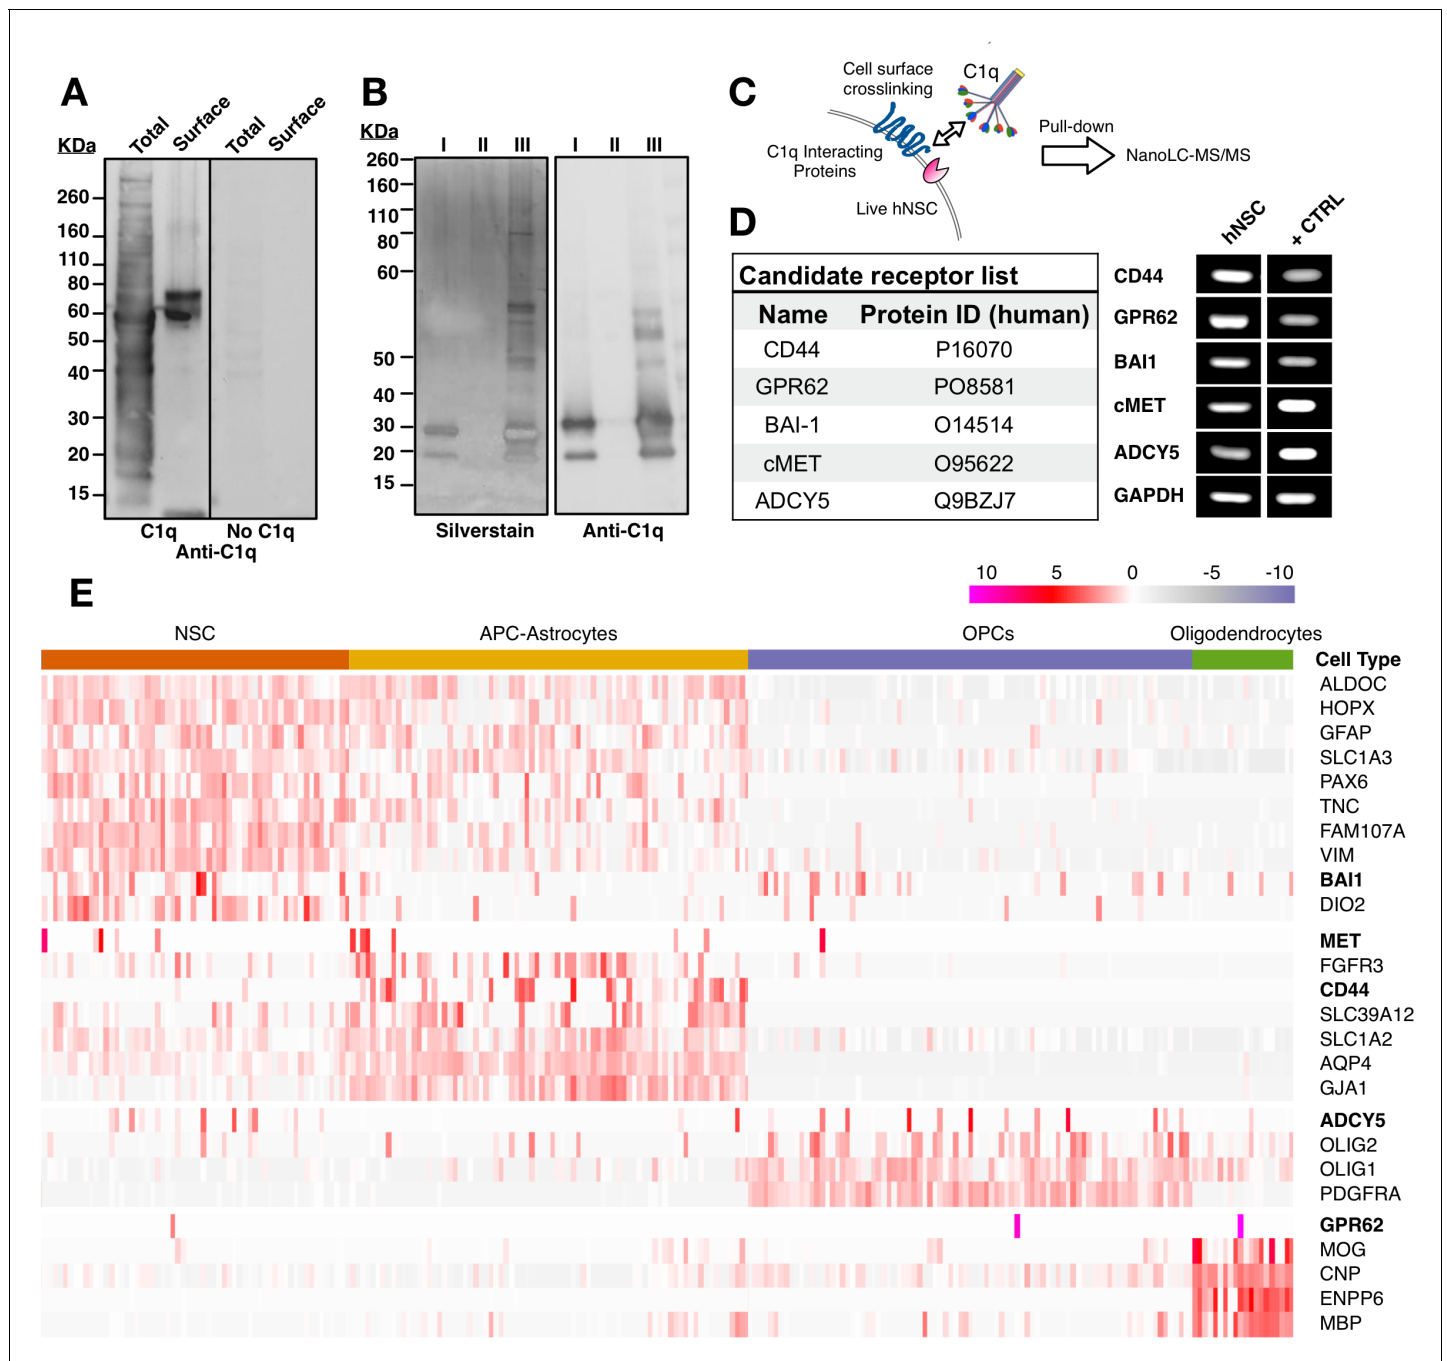 A
KDa
Total
Surface
Total
Surface
260
160
110
80
60
50
40
30
20
15
C1q
No C1q
Anti-C1q
B
KDa
I II III
I II III
260
160
110
80
60
50
40
30
20
15
Silverstain
Anti-C1q
C
Cell surface
crosslinking
C1q
C1q Interacting
Proteins
Live hNSC
Pull-down
NanoLC-MS/MS
D
Candidate receptor list
Name Protein ID (human)
CD44 P16070
GPR62 PO8581
BAI-1 O14514
cMET O95622
ADCY5 Q9BZJ7
hNSC
+ CTRL
CD44
GPR62
BAI1
cMET
ADCY5
GAPDH
E
10 5 0 -5 -10
NSC APC-Astrocytes OPCs Oligodendrocytes
Cell Type
ALDOC
HOPX
GFAP
SLC1A3
PAX6
TNC
FAM107A
VIM
BAI1
DIO2
MET
FGFR3
CD44
SLC39A12
SLC1A2
AQP4
GJA1
ADCY5
OLIG2
OLIG1
PDGFRA
GPR62
MOG
CNP
ENPP6
MBP